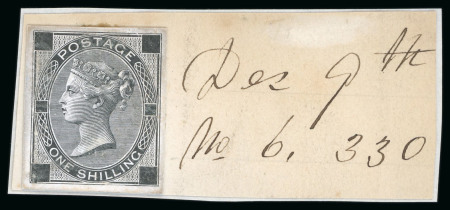 POSTAGE
ONE SHILLING
Dec 9th
No 6. 330